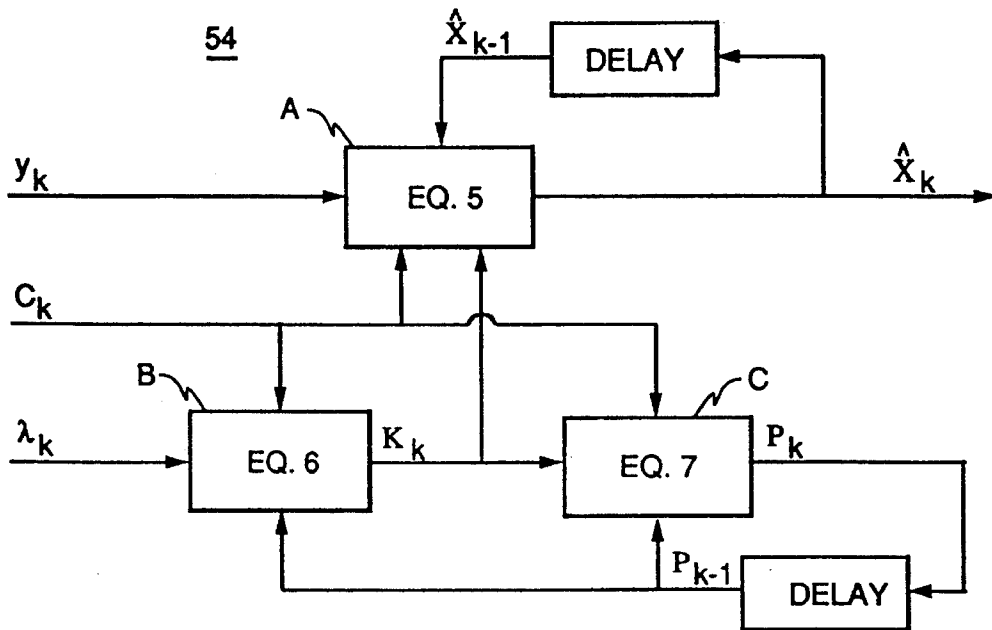 54
X̂k-1
DELAY
A
yk
EQ. 5
X̂k
Ck
B
C
λk
EQ. 6
Kk
EQ. 7
Pk
Pk-1
DELAY